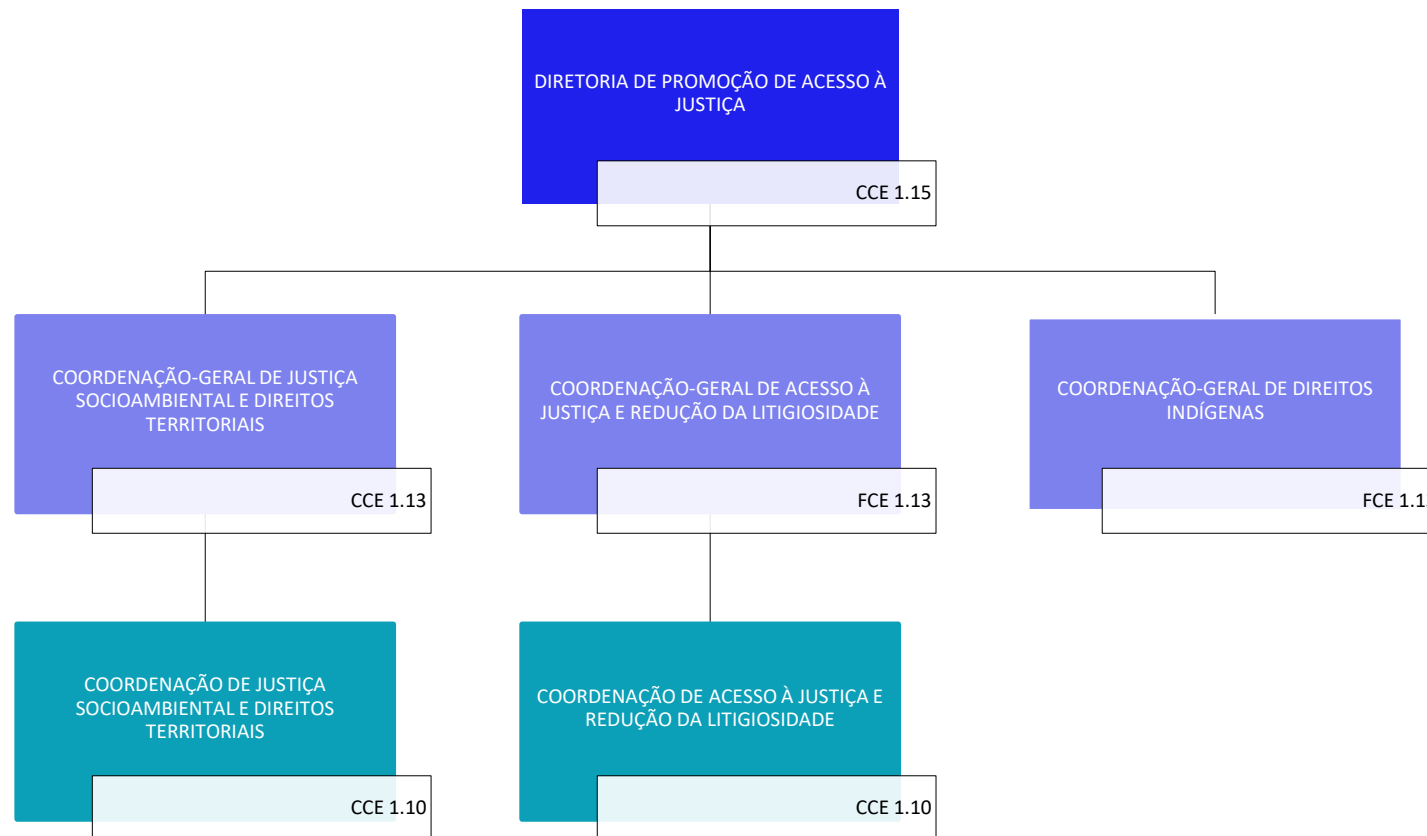 DIRETORIA DE PROMOÇÃO DE ACESSO À
JUSTIÇA
CCE 1.15
COORDENAÇÃO-GERAL DE JUSTIÇA
SOCIOAMBIENTAL E DIREITOS
TERRITORIAIS
CCE 1.13
COORDENAÇÃO-GERAL DE ACESSO À
JUSTIÇA E REDUÇÃO DA LITIGIOSIDADE
FCE 1.13
COORDENAÇÃO-GERAL DE DIREITOS
INDÍGENAS
FCE
COORDENAÇÃO DE JUSTIÇA
SOCIOAMBIENTAL E DIREITOS
TERRITORIAIS
CCE 1.10
COORDENAÇÃO DE ACESSO À JUSTIÇA E
REDUÇÃO DA LITIGIOSIDADE
CCE 1.10